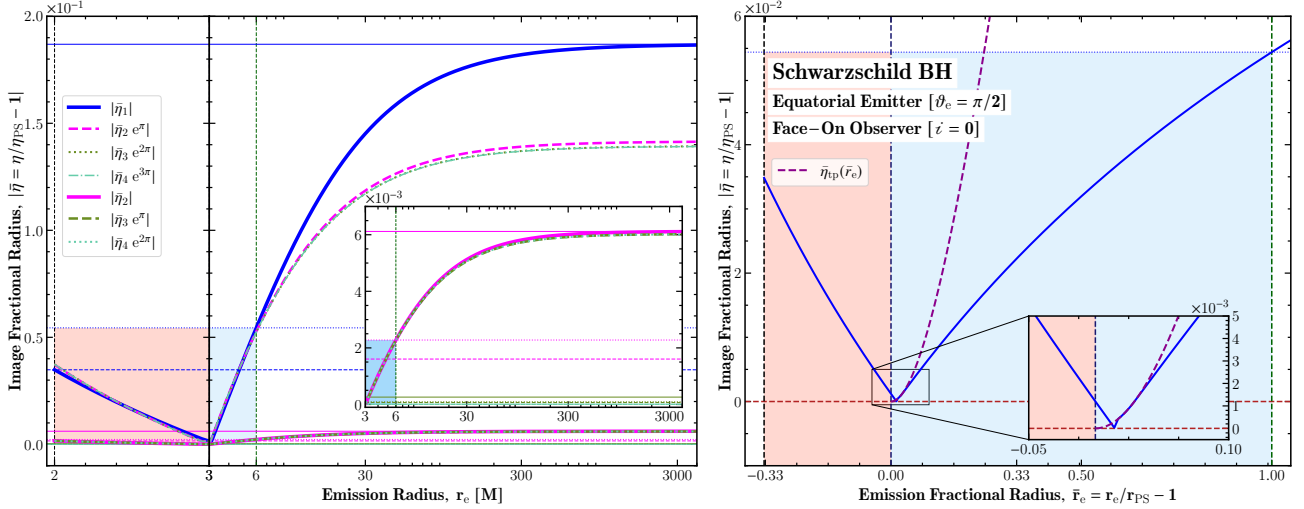 ×10⁻¹
2.0
1.5
1.0
0.5
0.0
Image Fractional Radius, |η̄ = η/η_PS − 1|
|η̄₁|
|η̄₂ e^π|
|η̄₃ e^2π|
|η̄₄ e^3π|
|η̄₂|
|η̄₃ e^π|
|η̄₄ e^2π|
×10⁻³
6
4
2
0
3 6 30 300 3000
2 3 6 30 300 3000
Emission Radius, r_e [M]
×10⁻²
6
4
2
0
Image Fractional Radius, |η̄ = η/η_PS − 1|
Schwarzschild BH
Equatorial Emitter [ϑ_e = π/2]
Face−On Observer [i = 0]
η̄_tp(r̄_e)
×10⁻³
5
4
3
2
1
0
−0.05 0.10
−0.33 0.00 0.33 0.50 1.00
Emission Fractional Radius, r̄_e = r_e/r_PS − 1